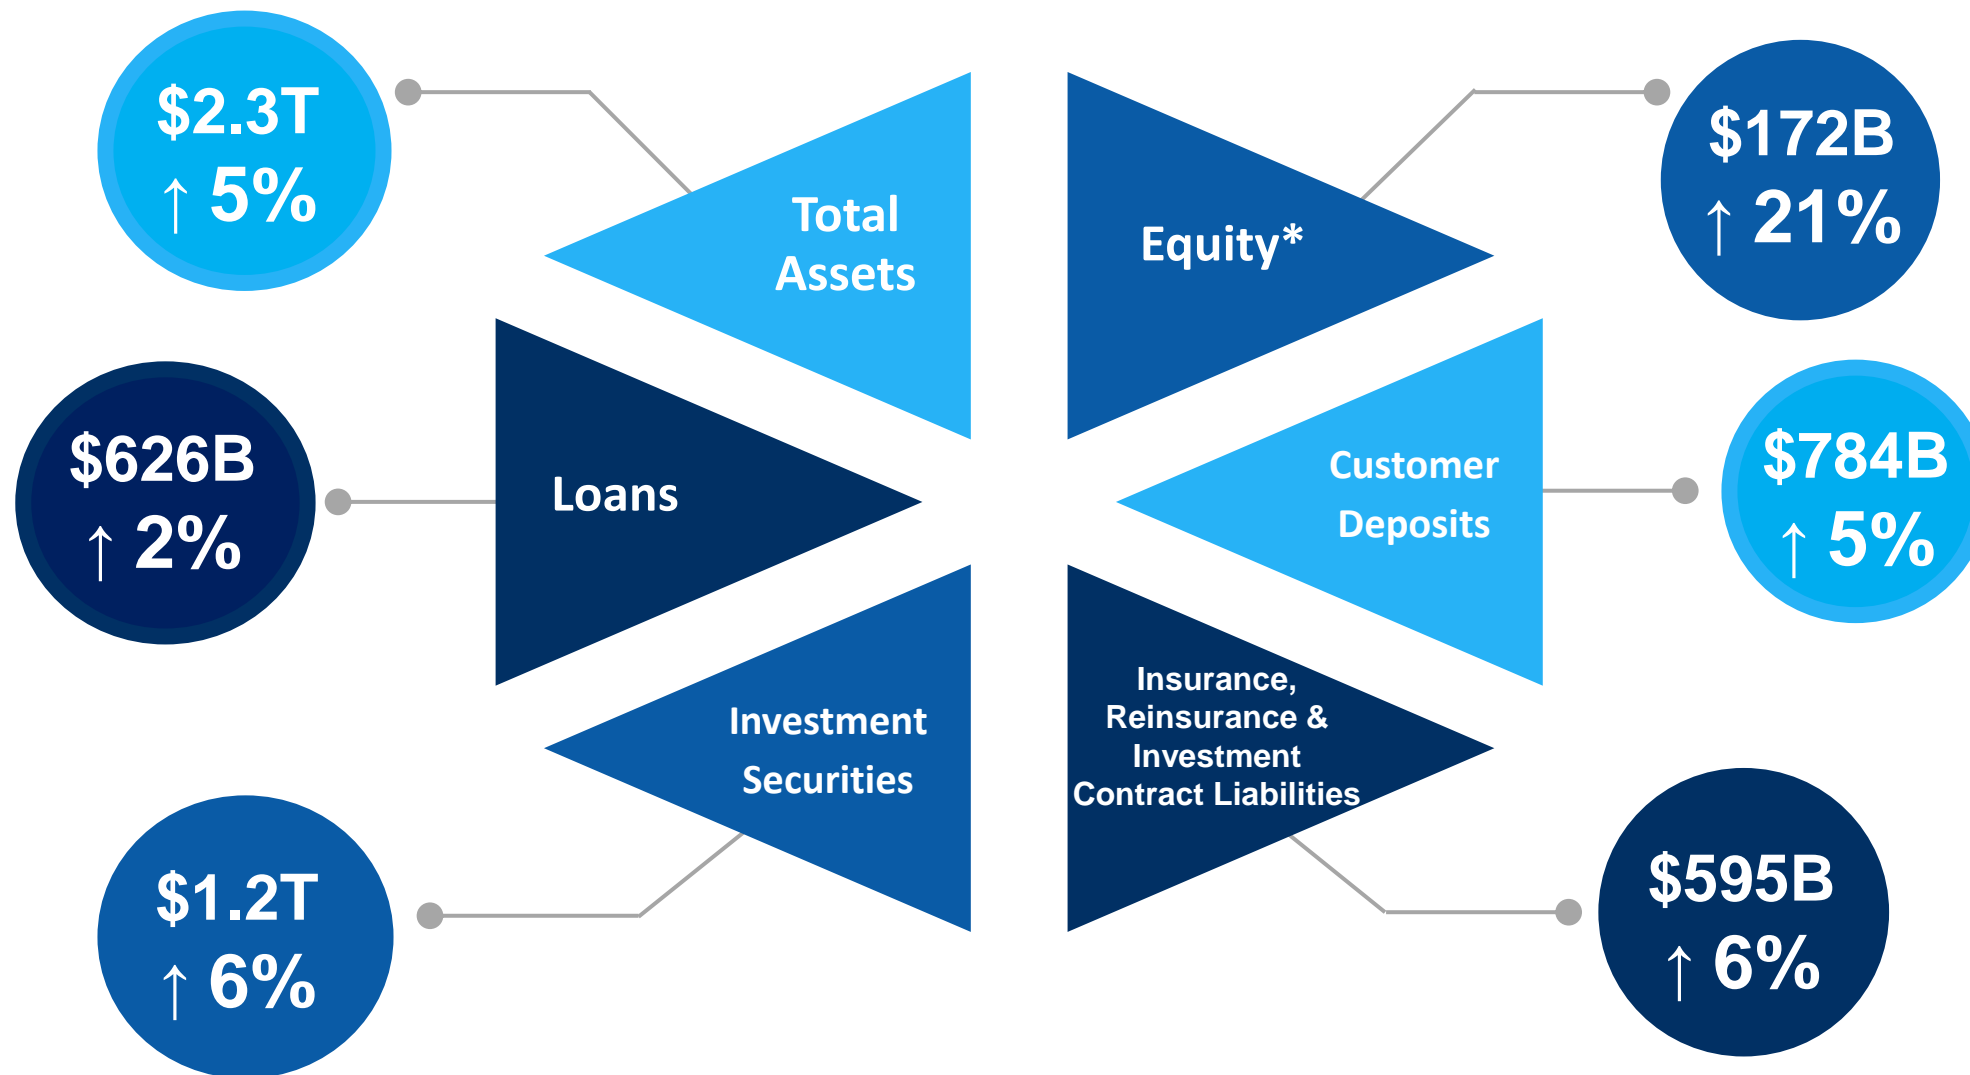 $2.3T
↑ 5%
Total
Assets
Equity*
$172B
↑ 21%
$626B
↑ 2%
Loans
Customer
Deposits
$784B
↑ 5%
Investment
Securities
$1.2T
↑ 6%
Insurance,
Reinsurance &
Investment
Contract Liabilities
$595B
↑ 6%